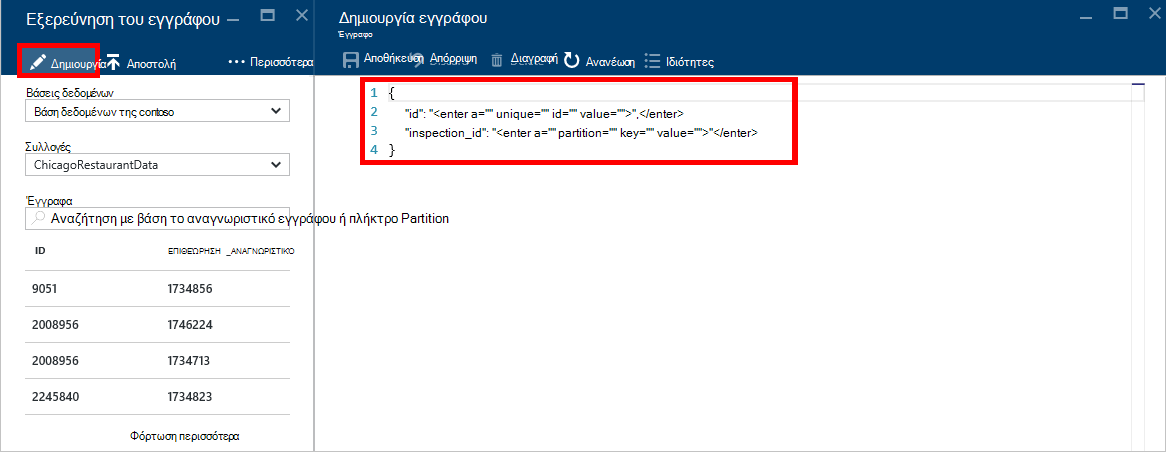 Εξερεύνηση του εγγράφου
Δημιουργία
Αποστολή
Περισσότερα
Βάσεις δεδομένων
Βάση δεδομένων της contoso
Συλλογές
ChicagoRestaurantData
Έγγραφα
Αναζήτηση με βάση το αναγνωριστικό εγγράφου ή πλήκτρο Partition
ID ΕΠΙΘΕΏΡΗΣΗ _ΑΝΑΓΝΩΡΙΣΤΙΚΌ
9051 1734856
2008956 1746224
2008956 1734713
2245840 1734823
Φόρτωση περισσότερα
Δημιουργία εγγράφου
Έγγραφο
Αποθήκευση Απόρριψη Διαγραφή Ανανέωση Ιδιότητες
1 {
2 "id": "<enter a="" unique="" id="" value="">",</enter>
3 "inspection_id": "<enter a="" partition="" key="" value="">"</enter>
4 }